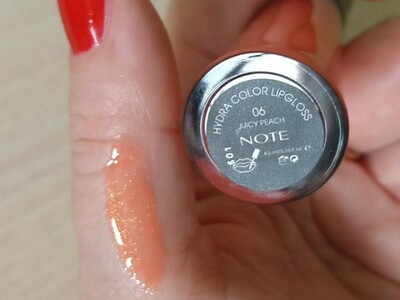 HYDRA COLOR LIPGLOSS
06
JUICY PEACH
NOTE